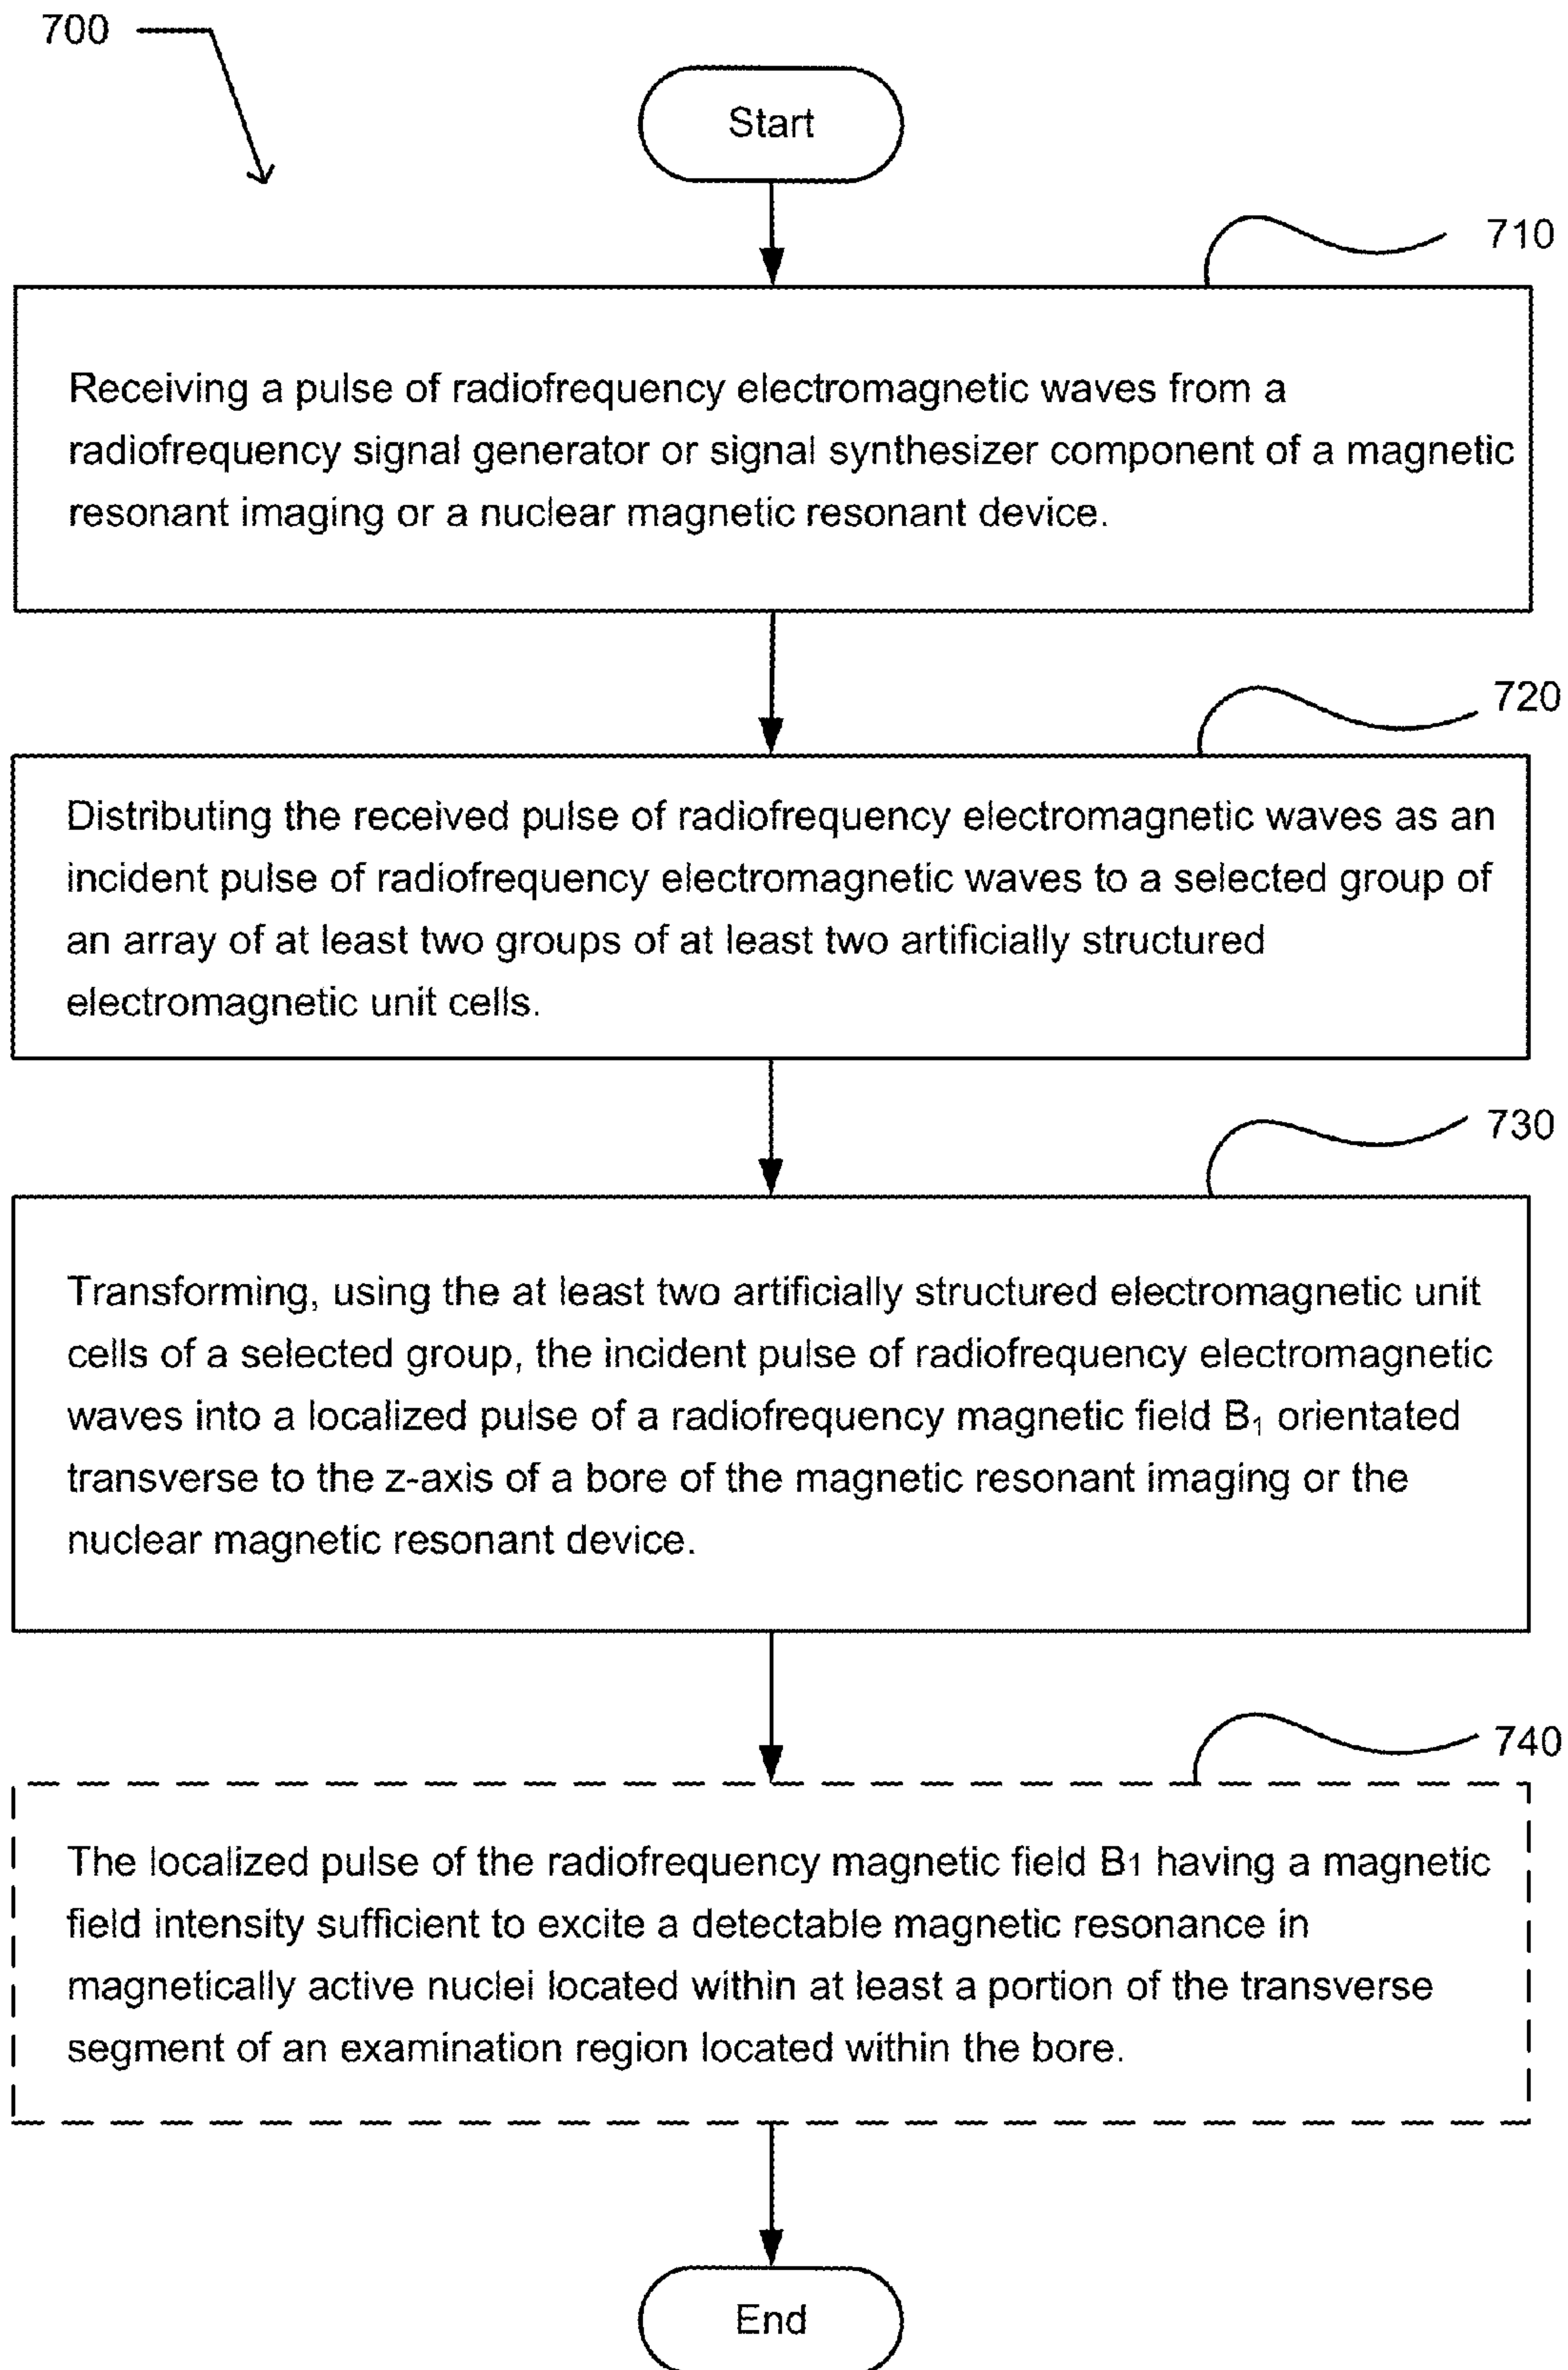 700
Start
710
Receiving a pulse of radiofrequency electromagnetic waves from a
radiofrequency signal generator or signal synthesizer component of a magnetic
resonant imaging or a nuclear magnetic resonant device.
720
Distributing the received pulse of radiofrequency electromagnetic waves as an
incident pulse of radiofrequency electromagnetic waves to a selected group of
an array of at least two groups of at least two artificially structured
electromagnetic unit cells.
730
Transforming, using the at least two artificially structured electromagnetic unit
cells of a selected group, the incident pulse of radiofrequency electromagnetic
waves into a localized pulse of a radiofrequency magnetic field B₁ orientated
transverse to the z-axis of a bore of the magnetic resonant imaging or the
nuclear magnetic resonant device.
740
The localized pulse of the radiofrequency magnetic field B1 having a magnetic
field intensity sufficient to excite a detectable magnetic resonance in
magnetically active nuclei located within at least a portion of the transverse
segment of an examination region located within the bore.
End